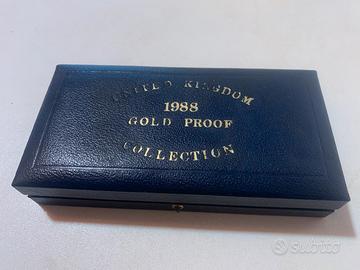 UNITED KINGDOM
1988
GOLD PROOF
COLLECTION
subito